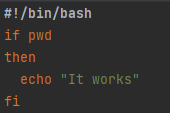 #!/bin/bash
if pwd
then
  echo "It works"
fi